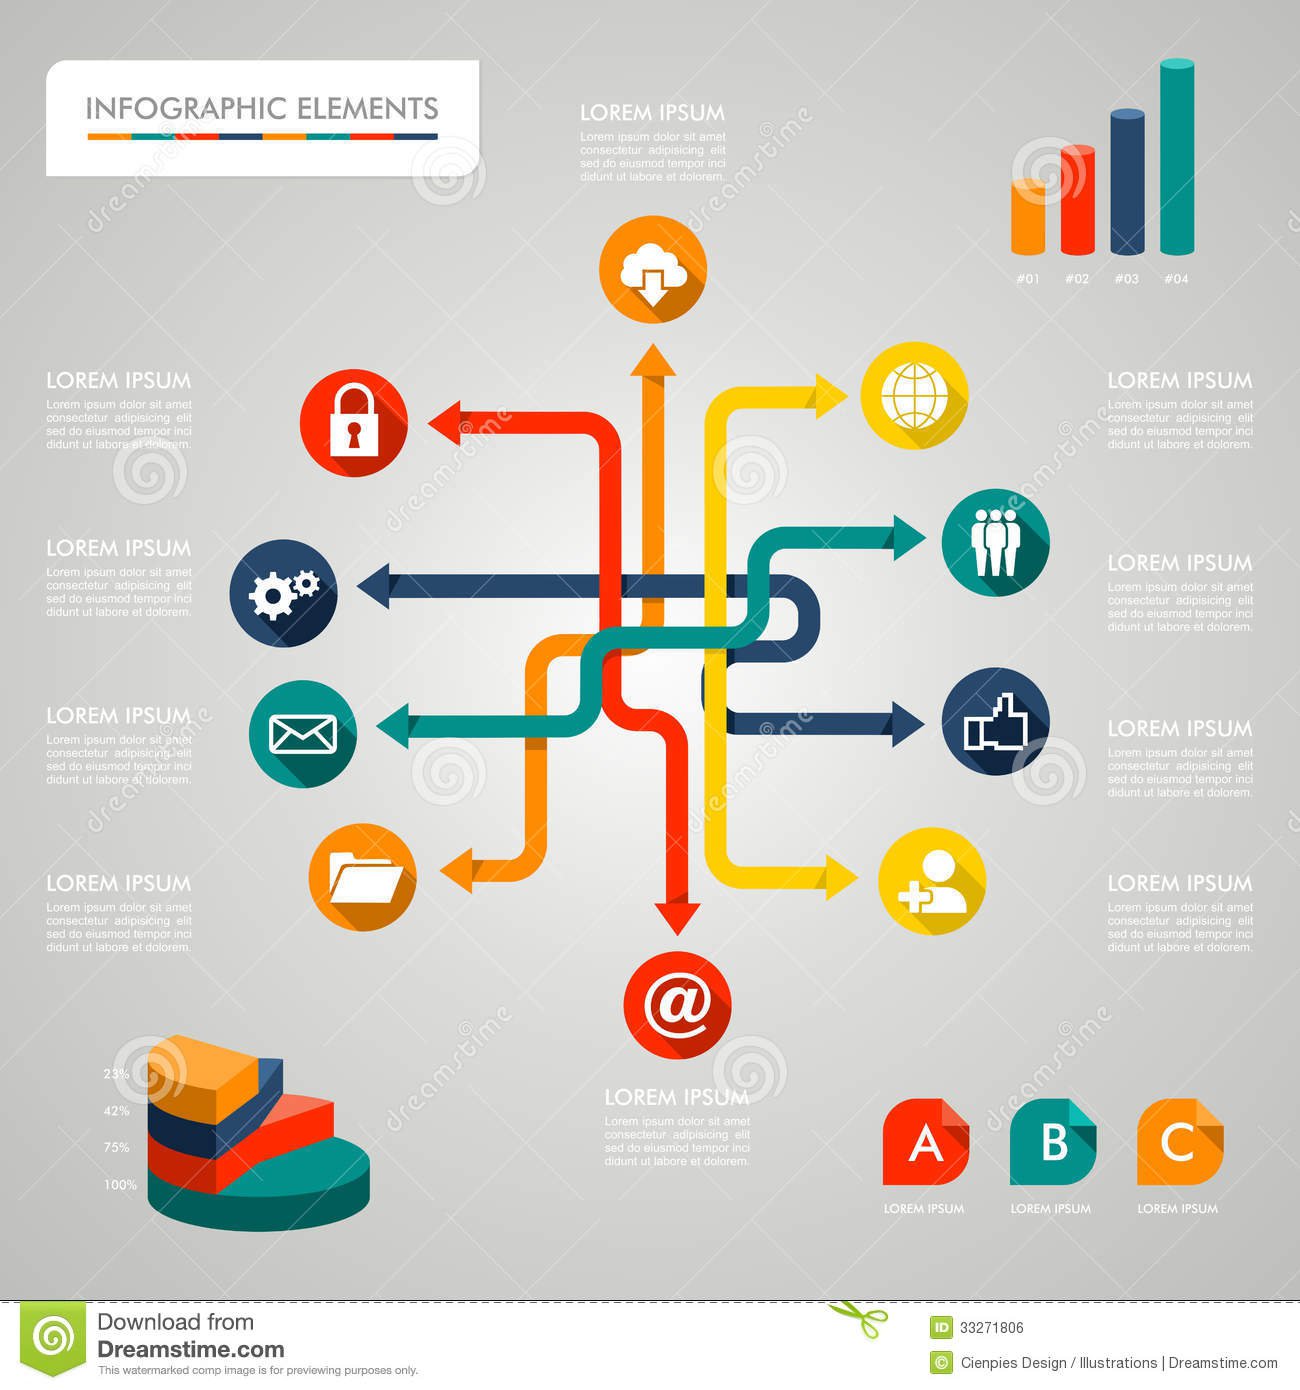 INFOGRAPHIC ELEMENTS
LOREM IPSUM
Lorem ipsum dolor sit amet
consectetur adipisicing elit
sed do eiusmod tempor inci
didunt ut labore et dolorem.
#01 #02 #03 #04
LOREM IPSUM
Lorem ipsum dolor sit amet
consectetur adipisicing elit
sed do eiusmod tempor inci
didunt ut labore et dolorem.
LOREM IPSUM
Lorem ipsum dolor sit amet
consectetur adipisicing elit
sed do eiusmod tempor inci
didunt ut labore et dolorem.
LOREM IPSUM
Lorem ipsum dolor sit amet
consectetur adipisicing elit
sed do eiusmod tempor inci
didunt ut labore et dolorem.
LOREM IPSUM
Lorem ipsum dolor sit amet
consectetur adipisicing elit
sed do eiusmod tempor inci
didunt ut labore et dolorem.
LOREM IPSUM
Lorem ipsum dolor sit amet
consectetur adipisicing elit
sed do eiusmod tempor inci
didunt ut labore et dolorem.
LOREM IPSUM
Lorem ipsum dolor sit amet
consectetur adipisicing elit
sed do eiusmod tempor inci
didunt ut labore et dolorem.
LOREM IPSUM
Lorem ipsum dolor sit amet
consectetur adipisicing elit
sed do eiusmod tempor inci
didunt ut labore et dolorem.
LOREM IPSUM
Lorem ipsum dolor sit amet
consectetur adipisicing elit
sed do eiusmod tempor inci
didunt ut labore et dolorem.
@
LOREM IPSUM
Lorem ipsum dolor sit amet
consectetur adipisicing elit
sed do eiusmod tempor inci
didunt ut labore et dolorem.
23%
42%
75%
100%
A B C
LOREM IPSUM LOREM IPSUM LOREM IPSUM
Download from
Dreamstime.com
This watermarked comp image is for previewing purposes only.
ID 33271806
© Cienpies Design / Illustrations | Dreamstime.com